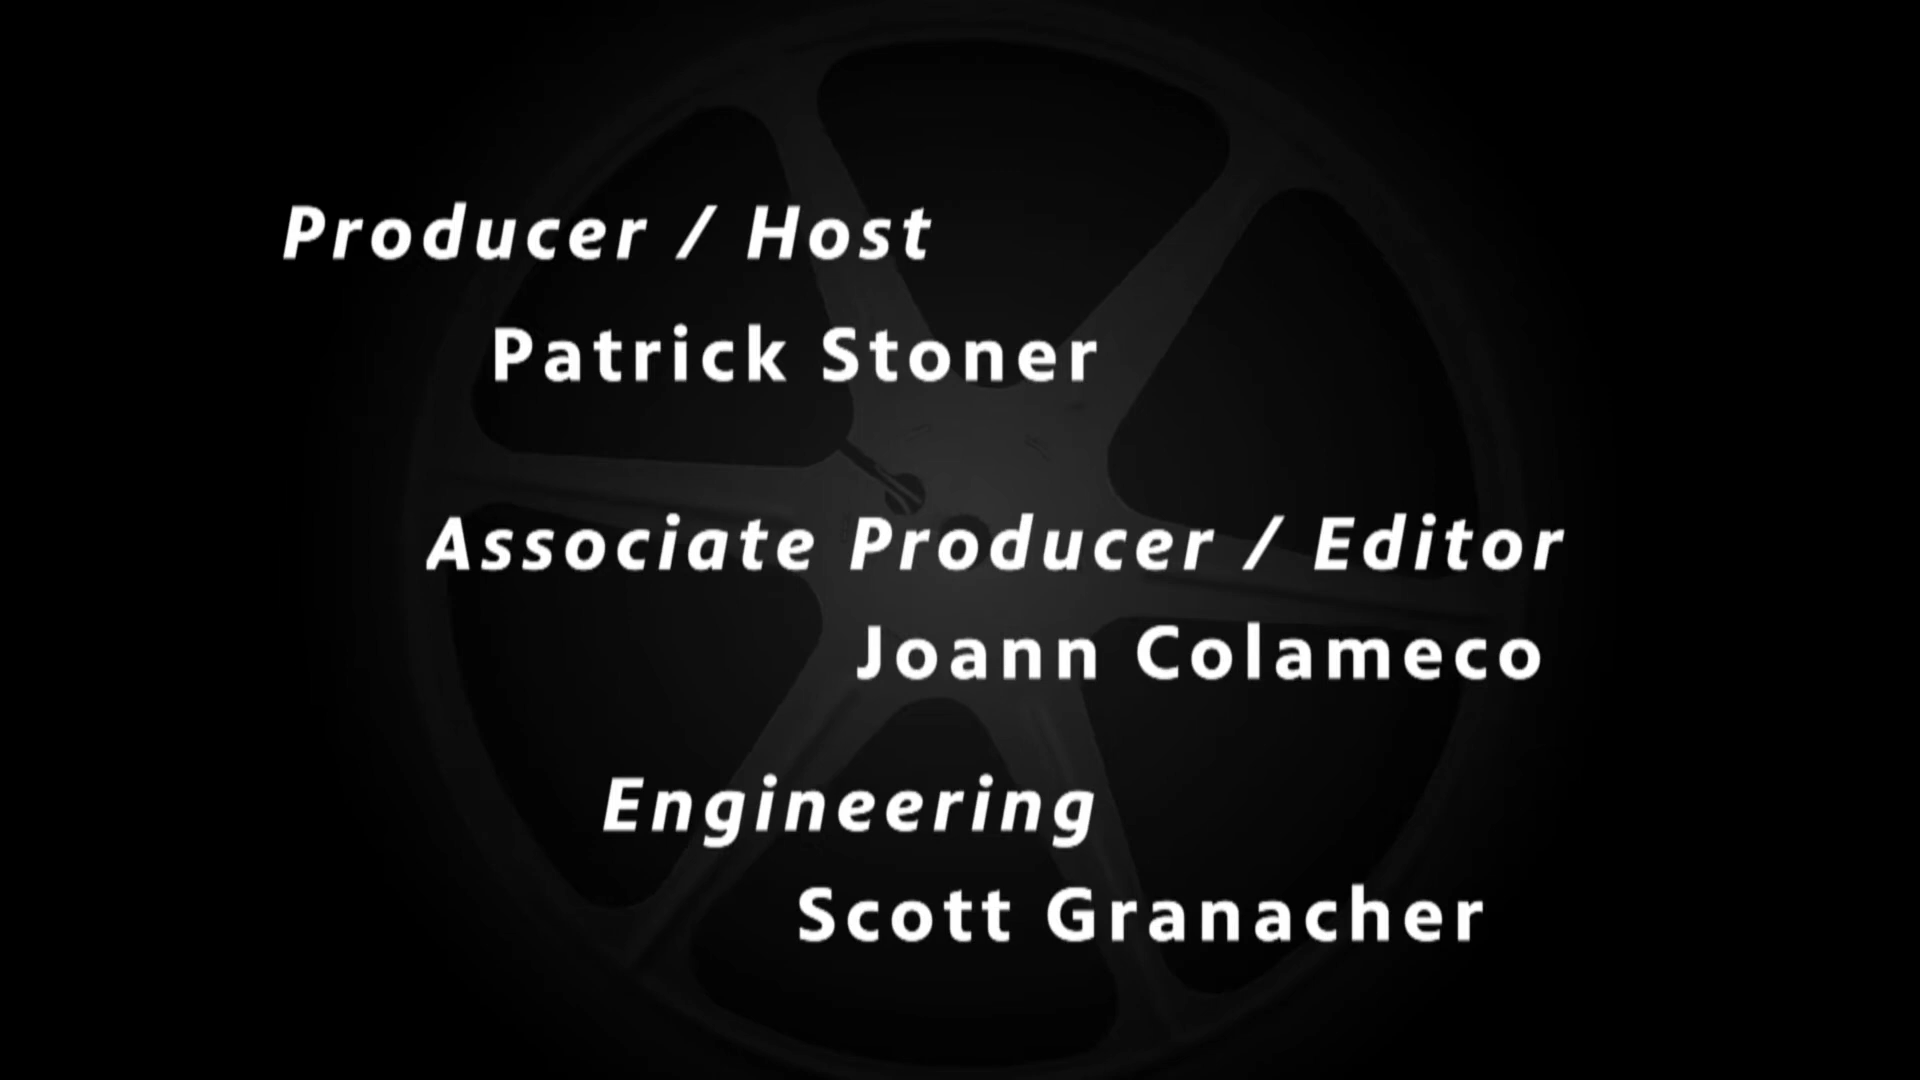 Producer / Host
Patrick Stoner
Associate Producer / Editor
Joann Colameco
Engineering
Scott Granacher